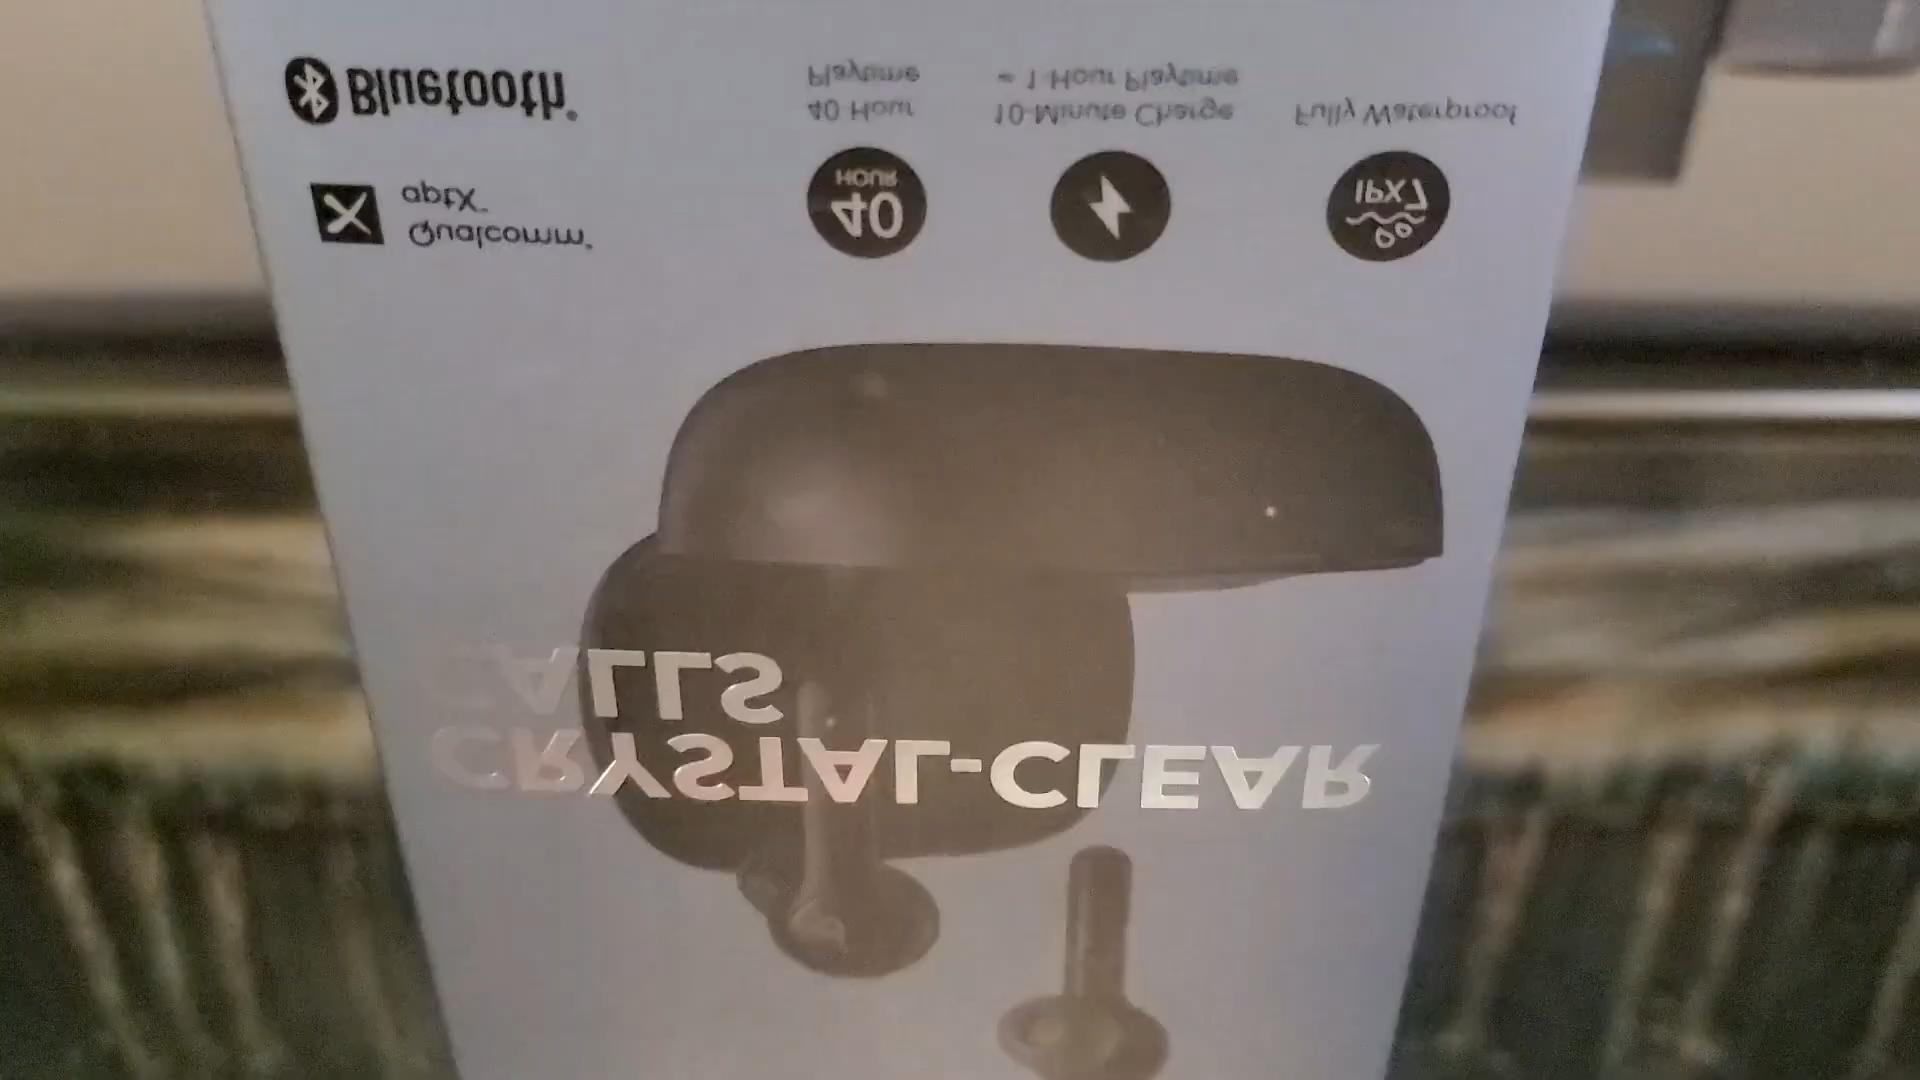 CRYSTAL-CLEAR
CALLS
Qualcomm
aptX™
Bluetooth®
40
HOUR
40 Hour
Playtime
10-Minute Charge
= 1-Hour Playtime
IPX7
Fully Waterproof